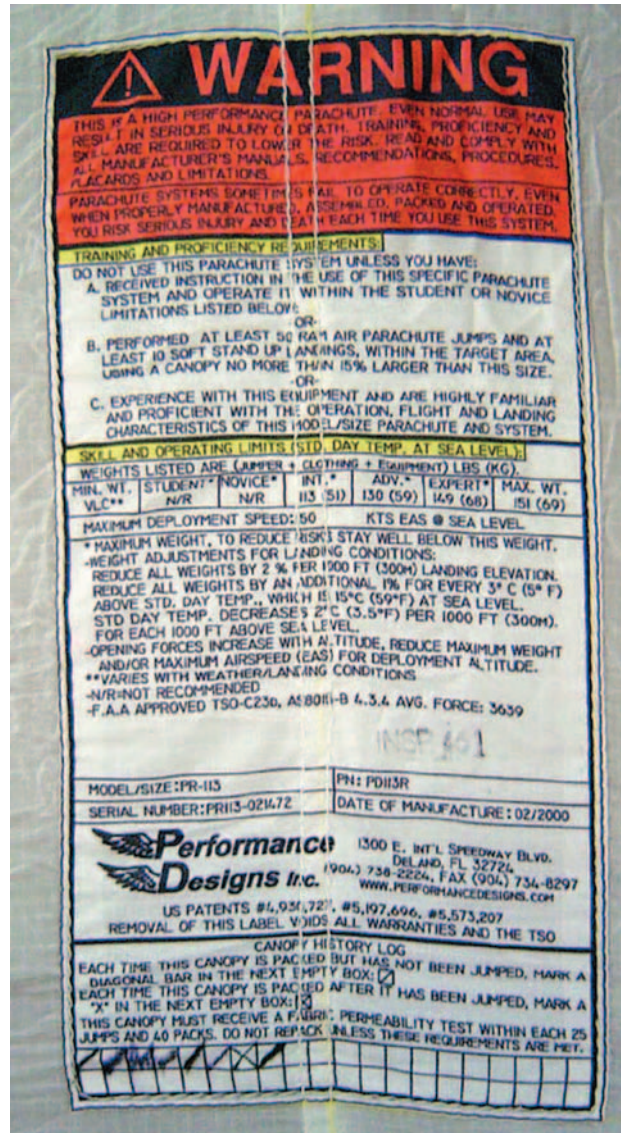 WARNING
THIS IS A HIGH PERFORMANCE PARACHUTE. EVEN NORMAL USE MAY
RESULT IN SERIOUS INJURY OR DEATH. TRAINING, PROFICIENCY AND
SKILL ARE REQUIRED TO LOWER THE RISK. READ AND COMPLY WITH
ALL MANUFACTURER'S MANUALS, RECOMMENDATIONS, PROCEDURES,
PLACARDS AND LIMITATIONS.
PARACHUTE SYSTEMS SOMETIMES FAIL TO OPERATE CORRECTLY, EVEN
WHEN PROPERLY MANUFACTURED, ASSEMBLED, PACKED AND OPERATED.
YOU RISK SERIOUS INJURY AND DEATH EACH TIME YOU USE THIS SYSTEM.
TRAINING AND PROFICIENCY REQUIREMENTS:
DO NOT USE THIS PARACHUTE SYSTEM UNLESS YOU HAVE:
A. RECEIVED INSTRUCTION IN THE USE OF THIS SPECIFIC PARACHUTE
SYSTEM AND OPERATE IT WITHIN THE STUDENT OR NOVICE
LIMITATIONS LISTED BELOW:
-OR-
B. PERFORMED AT LEAST 50 RAM AIR PARACHUTE JUMPS AND AT
LEAST 10 SOFT STAND UP LANDINGS, WITHIN THE TARGET AREA,
USING A CANOPY NO MORE THAN 15% LARGER THAN THIS SIZE.
-OR-
C. EXPERIENCE WITH THIS EQUIPMENT AND ARE HIGHLY FAMILIAR
AND PROFICIENT WITH THE OPERATION, FLIGHT AND LANDING
CHARACTERISTICS OF THIS MODEL/SIZE PARACHUTE AND SYSTEM.
SKILL AND OPERATING LIMITS (STD. DAY TEMP. AT SEA LEVEL):
WEIGHTS LISTED ARE (JUMPER + CLOTHING + EQUIPMENT) LBS (KG).
MIN. WT. STUDENT* NOVICE* INT.* ADV.* EXPERT* MAX. WT.
VLC** N/R N/R 113 (51) 130 (59) 149 (68) 151 (69)
MAXIMUM DEPLOYMENT SPEED: 150 KTS EAS @ SEA LEVEL
* MAXIMUM WEIGHT, TO REDUCE RISKS STAY WELL BELOW THIS WEIGHT.
-WEIGHT ADJUSTMENTS FOR LANDING CONDITIONS:
REDUCE ALL WEIGHTS BY 2 % PER 1000 FT (300M) LANDING ELEVATION.
REDUCE ALL WEIGHTS BY AN ADDITIONAL 1% FOR EVERY 3° C (5° F)
ABOVE STD. DAY TEMP., WHICH IS 15°C (59°F) AT SEA LEVEL.
STD DAY TEMP. DECREASES 2°C (3.5°F) PER 1000 FT (300M).
FOR EACH 1000 FT ABOVE SEA LEVEL.
-OPENING FORCES INCREASE WITH ALTITUDE, REDUCE MAXIMUM WEIGHT
AND/OR MAXIMUM AIRSPEED (EAS) FOR DEPLOYMENT ALTITUDE.
**VARIES WITH WEATHER/LANDING CONDITIONS
-N/R=NOT RECOMMENDED
-F.A.A APPROVED TSO-C23D, AS8015-B 4.3.4 AVG. FORCE: 3639
INSP
MODEL/SIZE: PR-113 PN: PD113R
SERIAL NUMBER: PR113-021472 DATE OF MANUFACTURE: 02/2000
Performance
Designs Inc.
1300 E. INT'L SPEEDWAY BLVD.
DELAND, FL 32724
(904) 738-2224, FAX (904) 734-8297
WWW.PERFORMANCEDESIGNS.COM
US PATENTS #5,197,696, #5,573,207
REMOVAL OF THIS LABEL VOIDS ALL WARRANTIES AND THE TSO
CANOPY HISTORY LOG
EACH TIME THIS CANOPY IS PACKED BUT HAS NOT BEEN JUMPED, MARK A
DIAGONAL BAR IN THE NEXT EMPTY BOX:
EACH TIME THIS CANOPY IS PACKED AFTER IT HAS BEEN JUMPED, MARK A
"X" IN THE NEXT EMPTY BOX:
THIS CANOPY MUST RECEIVE A FABRIC PERMEABILITY TEST WITHIN EACH 25
JUMPS AND 40 PACKS. DO NOT REPACK UNLESS THESE REQUIREMENTS ARE MET.